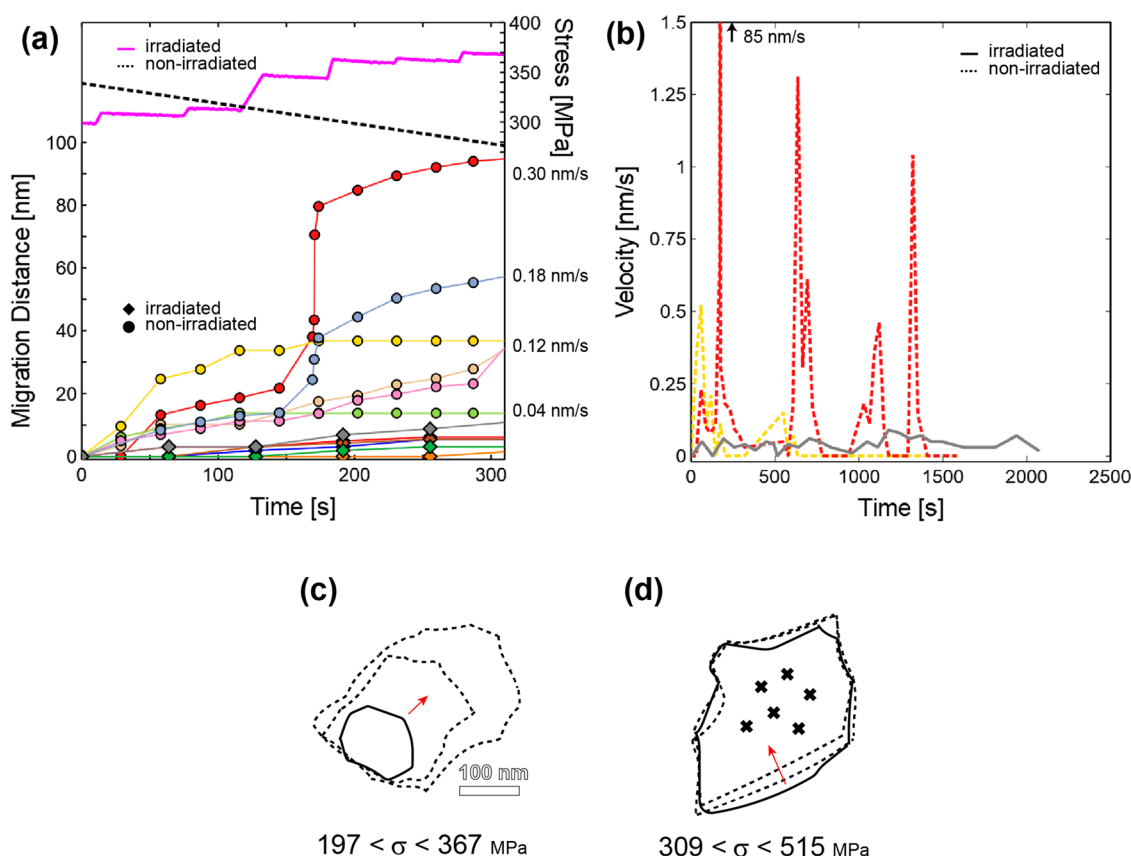 (a)
irradiated
non-irradiated
400
350
300
Stress [MPa]
100
80
60
40
20
0
Migration Distance [nm]
0.30 nm/s
0.18 nm/s
0.12 nm/s
0.04 nm/s
irradiated
non-irradiated
0
100
200
300
Time [s]
(b)
85 nm/s
irradiated
non-irradiated
1.5
1.25
1
0.75
0.5
0.25
0
Velocity [nm/s]
0
500
1000
1500
2000
2500
Time [s]
(c)
100 nm
197 < σ < 367 MPa
(d)
309 < σ < 515 MPa